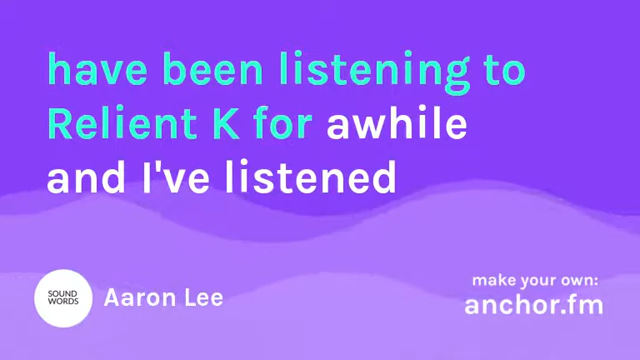 have been listening to
Relient K for awhile
and I've listened
SOUND
WORDS
Aaron Lee
make your own:
anchor.fm